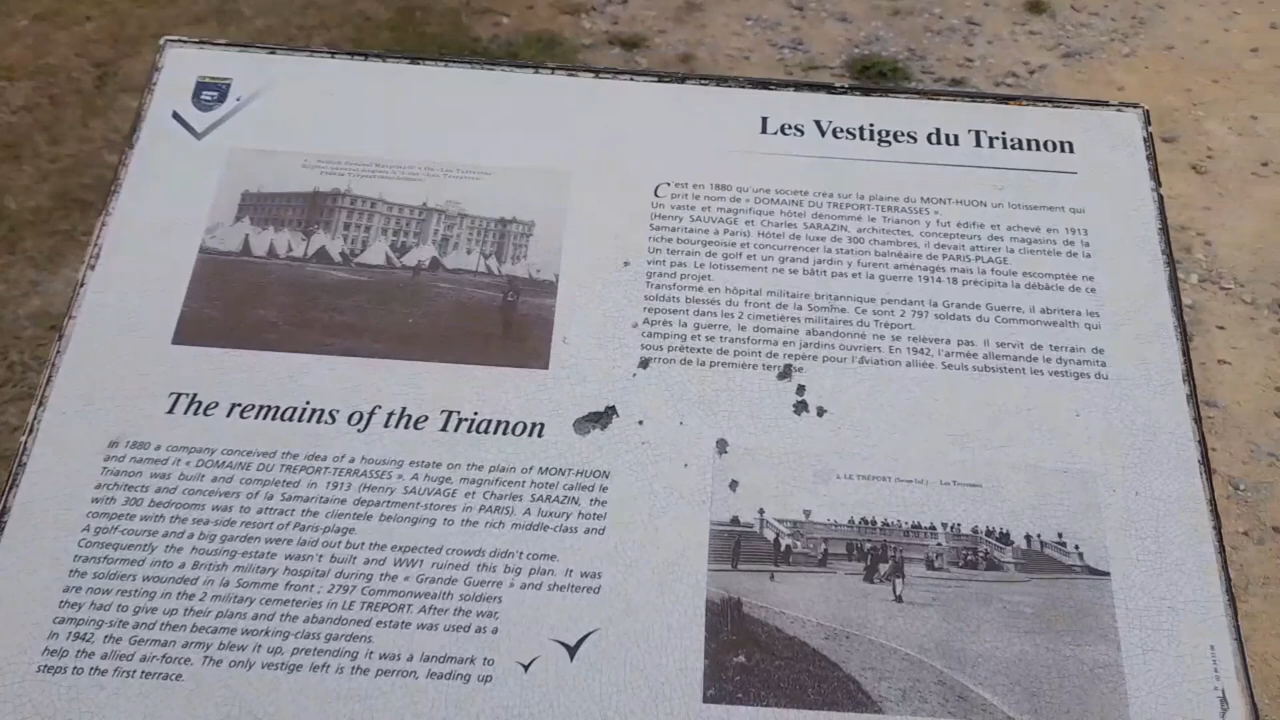 Les Vestiges du Trianon
C'est en 1880 qu'une société créa sur la plaine du MONT-HUON un lotissement qui
prit le nom de « DOMAINE DU TREPORT-TERRASSES ».
Un vaste et magnifique hôtel dénommé le Trianon y fut édifié et achevé en 1913
(Henry SAUVAGE et Charles SARAZIN, architectes, concepteurs des magasins de la
Samaritaine à Paris). Hôtel de luxe de 300 chambres, il devait attirer la clientèle de la
riche bourgeoisie et concurrencer la station balnéaire de PARIS-PLAGE.
Un terrain de golf et un grand jardin y furent aménagés mais la foule escomptée ne
vint pas. Le lotissement ne se bâtit pas et la guerre 1914-18 précipita la débâcle de ce
grand projet.
Transformé en hôpital militaire britannique pendant la Grande Guerre, il abritera les
soldats blessés du front de la Somme. Ce sont 2 797 soldats du Commonwealth qui
reposent dans les 2 cimetières militaires du Tréport.
Après la guerre, le domaine abandonné ne se relèvera pas. Il servit de terrain de
camping et se transforma en jardins ouvriers. En 1942, l'armée allemande le dynamita
sous prétexte de point de repère pour l'aviation alliée. Seuls subsistent les vestiges du
perron de la première terrasse.
The remains of the Trianon
In 1880 a company conceived the idea of a housing estate on the plain of MONT-HUON
and named it « DOMAINE DU TREPORT-TERRASSES ». A huge, magnificent hotel called le
Trianon was built and completed in 1913 (Henry SAUVAGE et Charles SARAZIN, the
architects and conceivers of la Samaritaine department-stores in PARIS). A luxury hotel
with 300 bedrooms was to attract the clientele belonging to the rich middle-class and
compete with the sea-side resort of Paris-plage.
A golf-course and a big garden were laid out but the expected crowds didn't come.
Consequently the housing-estate wasn't built and WW1 ruined this big plan. It was
transformed into a British military hospital during the « Grande Guerre » and sheltered
the soldiers wounded in la Somme front ; 2797 Commonwealth soldiers
are now resting in the 2 military cemeteries in LE TREPORT. After the war,
they had to give up their plans and the abandoned estate was used as a
camping-site and then became working-class gardens.
In 1942, the German army blew it up, pretending it was a landmark to
help the allied air-force. The only vestige left is the perron, leading up
steps to the first terrace.
2. LE TRÉPORT (Seine-Inf.) - Les Terrasses